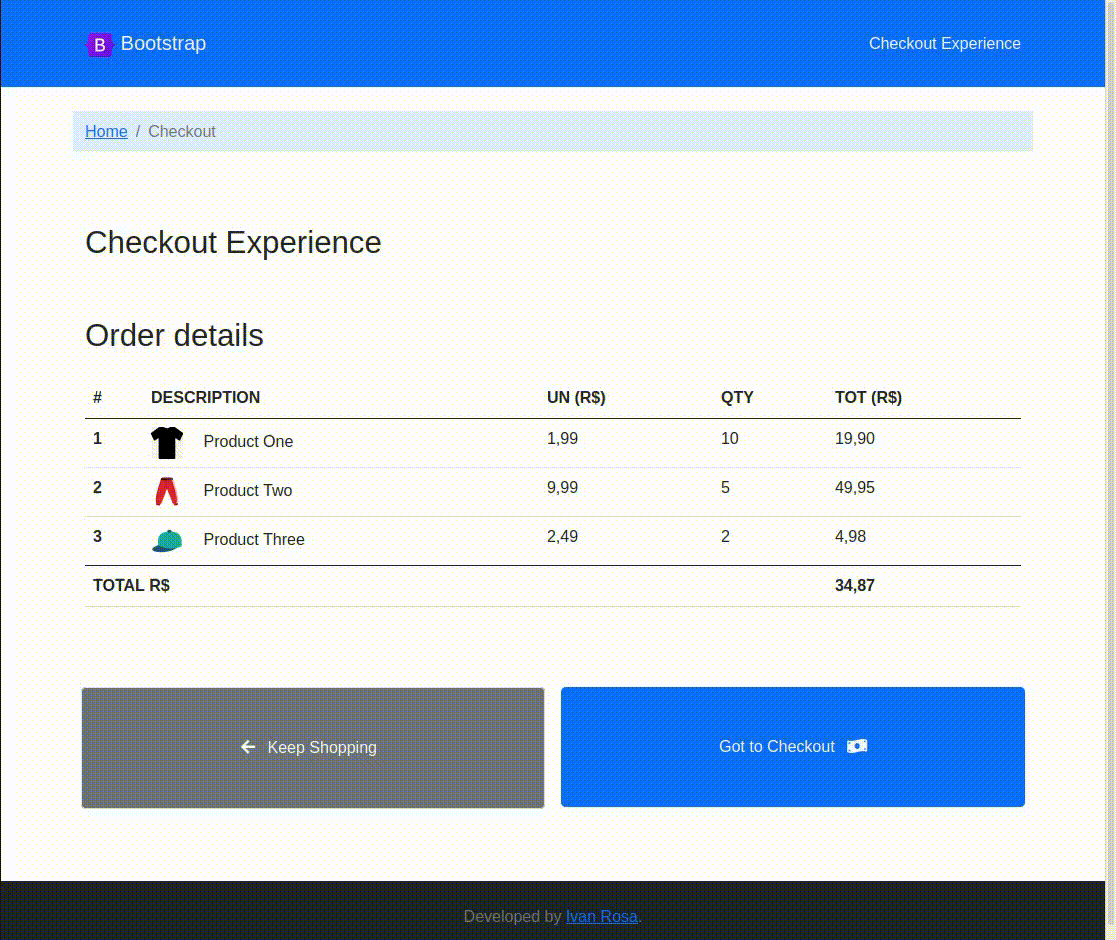 B Bootstrap Checkout Experience
Home / Checkout
Checkout Experience
Order details
# DESCRIPTION UN (R$) QTY TOT (R$)
1 Product One 1,99 10 19,90
2 Product Two 9,99 5 49,95
3 Product Three 2,49 2 4,98
TOTAL R$ 34,87
Keep Shopping Got to Checkout
Developed by Ivan Rosa.